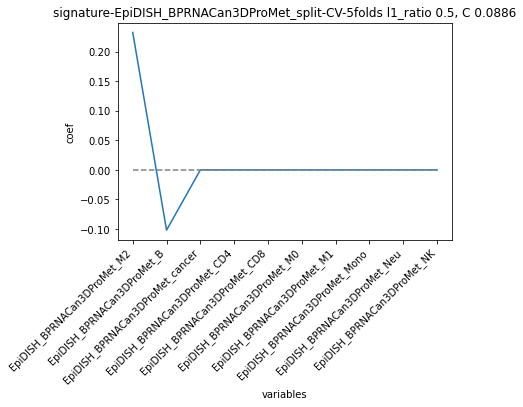 signature-EpiDISH_BPRNACan3DProMet_split-CV-5folds l1_ratio 0.5, C 0.0886
0.20
0.15
0.10
0.05
0.00
−0.05
−0.10
coef
EpiDISH_BPRNACan3DProMet_M2
EpiDISH_BPRNACan3DProMet_B
EpiDISH_BPRNACan3DProMet_cancer
EpiDISH_BPRNACan3DProMet_CD4
EpiDISH_BPRNACan3DProMet_CD8
EpiDISH_BPRNACan3DProMet_M0
EpiDISH_BPRNACan3DProMet_M1
EpiDISH_BPRNACan3DProMet_Mono
EpiDISH_BPRNACan3DProMet_Neu
EpiDISH_BPRNACan3DProMet_NK
variables